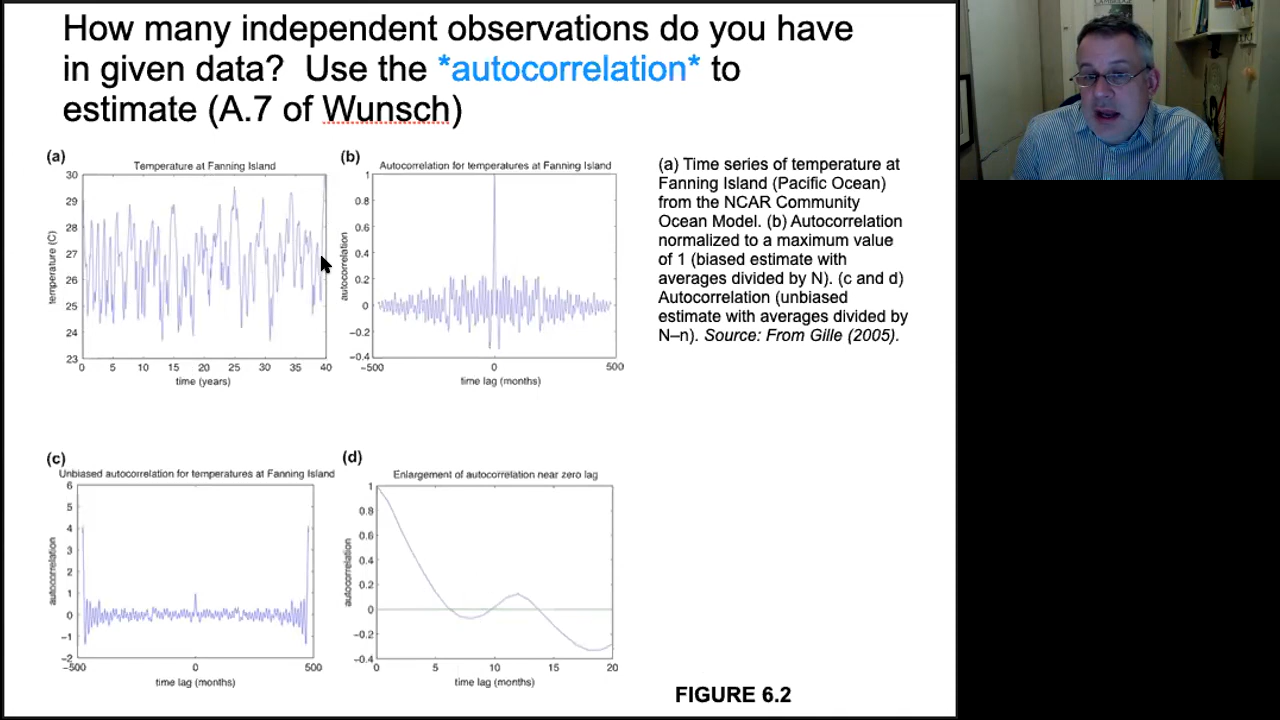 How many independent observations do you have
in given data? Use the *autocorrelation* to
estimate (A.7 of Wunsch)
(a)
Temperature at Fanning Island
30
29
28
27
26
25
24
23
temperature (C)
0 5 10 15 20 25 30 35 40
time (years)
(b)
Autocorrelation for temperatures at Fanning Island
1
0.8
0.6
0.4
0.2
0
−0.2
−0.4
autocorrelation
−500 0 500
time lag (months)
(a) Time series of temperature at
Fanning Island (Pacific Ocean)
from the NCAR Community
Ocean Model. (b) Autocorrelation
normalized to a maximum value
of 1 (biased estimate with
averages divided by N). (c and d)
Autocorrelation (unbiased
estimate with averages divided by
N–n). Source: From Gille (2005).
(c)
Unbiased autocorrelation for temperatures at Fanning Island
6
5
4
3
2
1
0
−1
−2
autocorrelation
−500 0 500
time lag (months)
(d)
Enlargement of autocorrelation near zero lag
1
0.8
0.6
0.4
0.2
0
−0.2
−0.4
autocorrelation
0 5 10 15 20
time lag (months)
FIGURE 6.2